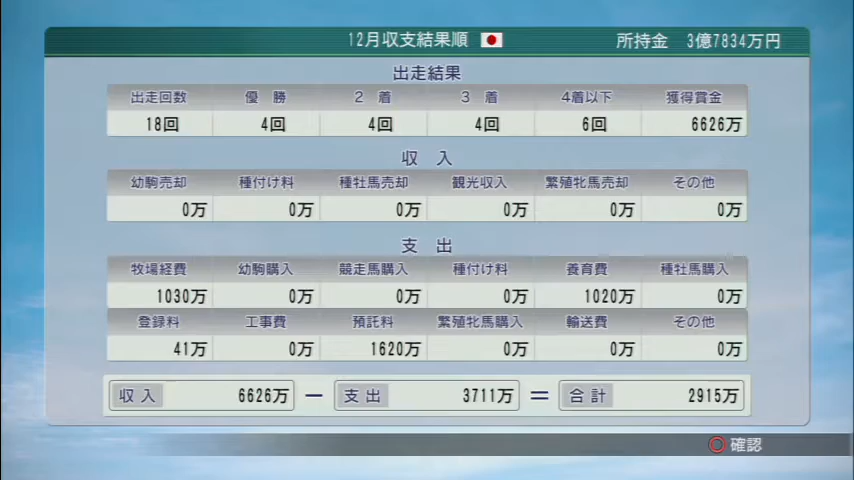 12月収支結果順 所持金 3億7834万円
出走結果
出走回数 優勝 2着 3着 4着以下 獲得賞金
18回 4回 4回 4回 6回 6626万
収入
幼駒売却 種付け料 種牡馬売却 観光収入 繁殖牝馬売却 その他
0万 0万 0万 0万 0万 0万
支出
牧場経費 幼駒購入 競走馬購入 種付け料 養育費 種牡馬購入
1030万 0万 0万 0万 1020万 0万
登録料 工事費 預託料 繁殖牝馬購入 輸送費 その他
41万 0万 1620万 0万 0万 0万
収入 6626万 － 支出 3711万 ＝ 合計 2915万
確認